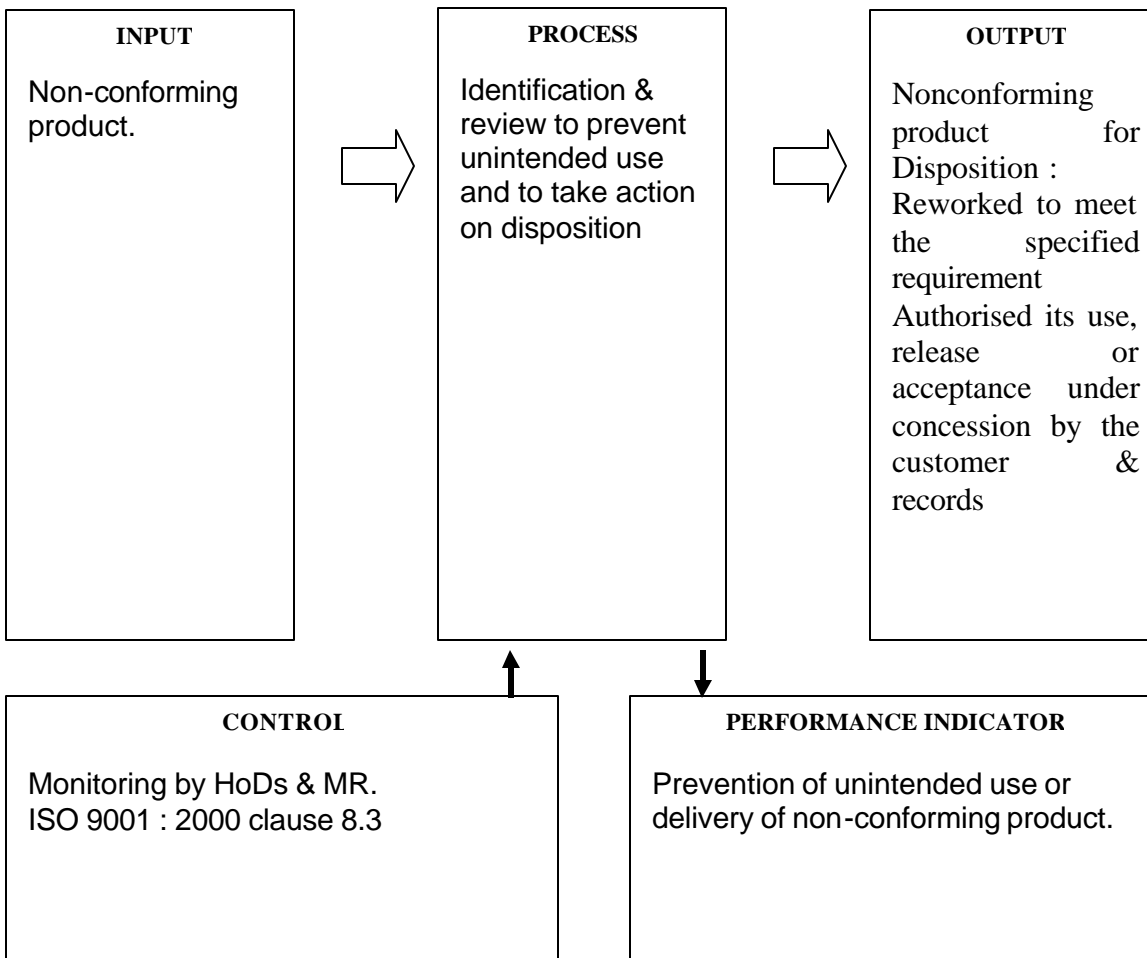 INPUT
Non-conforming
product.
PROCESS
Identification &
review to prevent
unintended use
and to take action
on disposition
OUTPUT
Nonconforming
product for
Disposition :
Reworked to meet
the specified
requirement
Authorised its use,
release or
acceptance under
concession by the
customer &
records
CONTROL
Monitoring by HoDs & MR.
ISO 9001 : 2000 clause 8.3
PERFORMANCE INDICATOR
Prevention of unintended use or
delivery of non-conforming product.